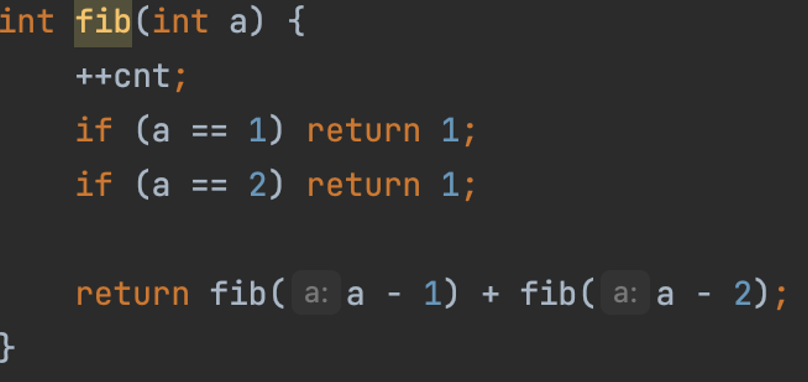 int fib(int a) {
++cnt;
if (a == 1) return 1;
if (a == 2) return 1;
return fib( a: a - 1) + fib( a: a - 2);
}